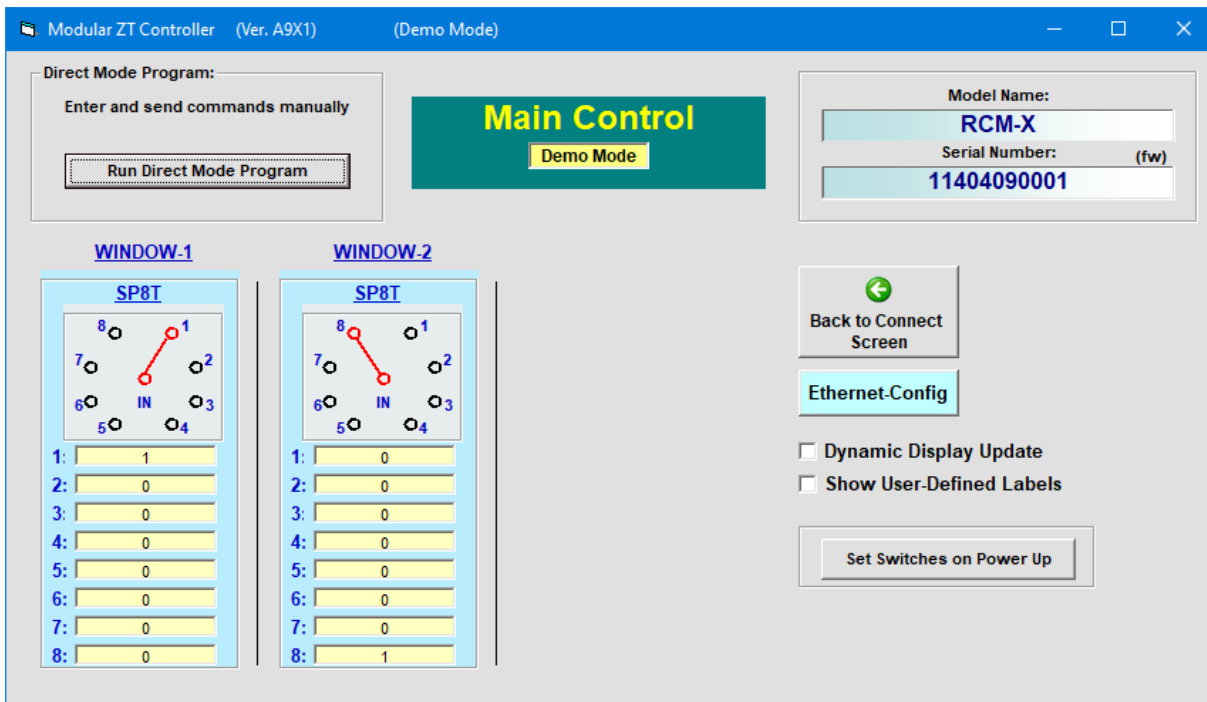 Modular ZT Controller (Ver. A9X1) (Demo Mode)
Direct Mode Program:
Enter and send commands manually
Run Direct Mode Program
Main Control
Demo Mode
Model Name:
RCM-X
Serial Number: (fw)
11404090001
WINDOW-1
SP8T
8 1
7 2
6 IN 3
5 4
1: 1
2: 0
3: 0
4: 0
5: 0
6: 0
7: 0
8: 0
WINDOW-2
SP8T
8 1
7 2
6 IN 3
5 4
1: 0
2: 0
3: 0
4: 0
5: 0
6: 0
7: 0
8: 1
Back to Connect
Screen
Ethernet-Config
Dynamic Display Update
Show User-Defined Labels
Set Switches on Power Up